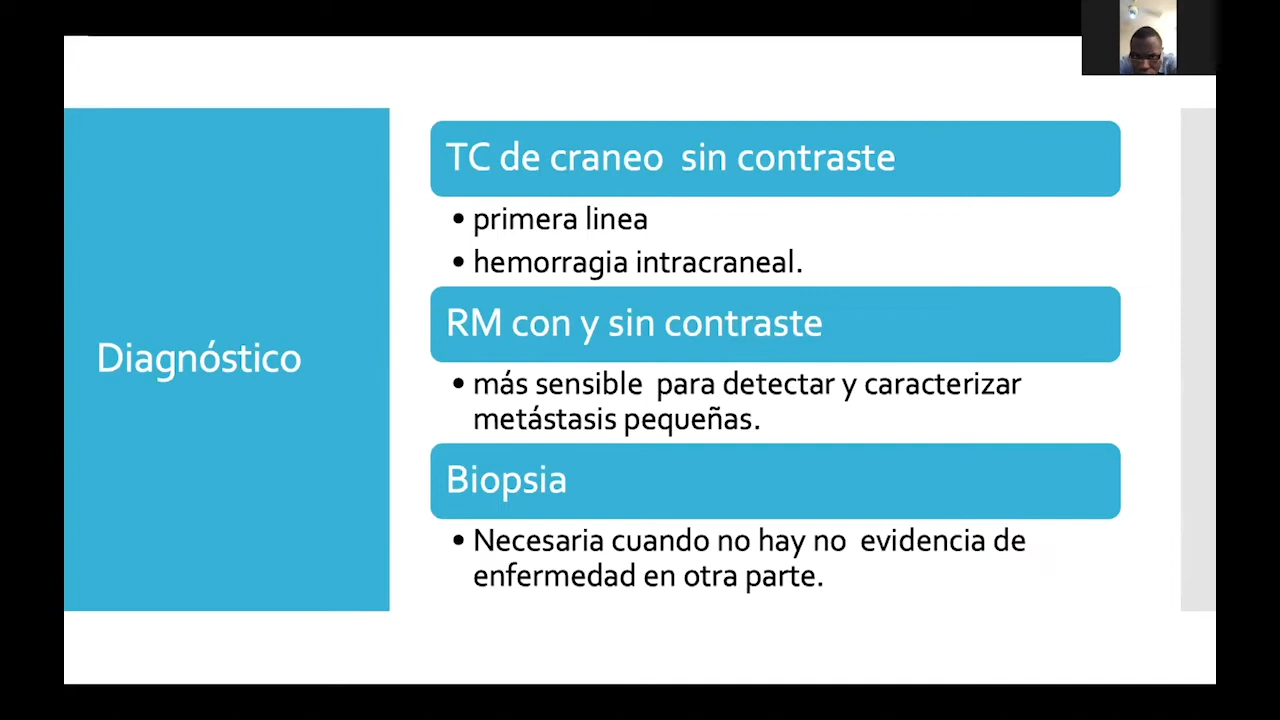 Diagnóstico
TC de craneo sin contraste
• primera linea
• hemorragia intracraneal.
RM con y sin contraste
• más sensible para detectar y caracterizar
metástasis pequeñas.
Biopsia
• Necesaria cuando no hay no evidencia de
enfermedad en otra parte.